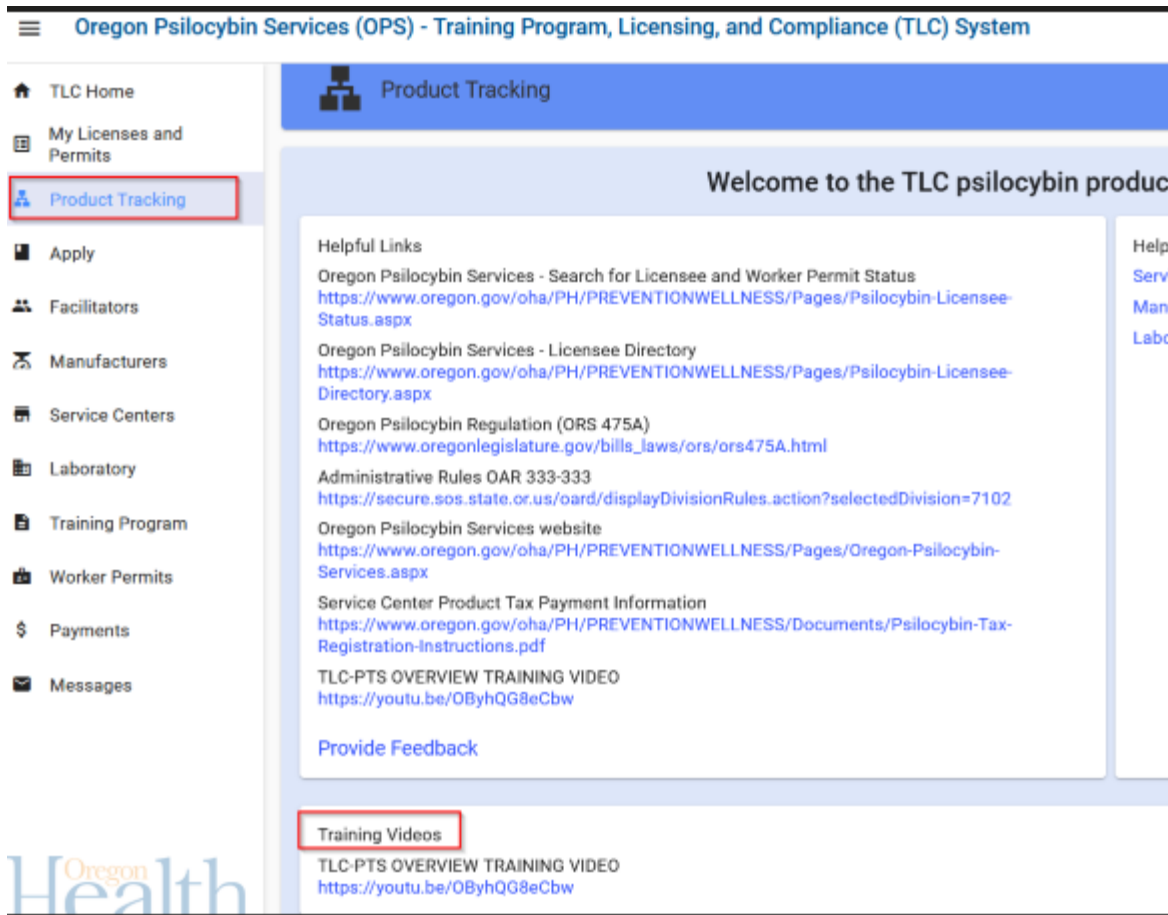 Oregon Psilocybin Services (OPS) - Training Program, Licensing, and Compliance (TLC) System
TLC Home
My Licenses and
Permits
Product Tracking
Apply
Facilitators
Manufacturers
Service Centers
Laboratory
Training Program
Worker Permits
$ Payments
Messages
Oregon
Health
Product Tracking
Welcome to the TLC psilocybin produc
Helpful Links
Oregon Psilocybin Services - Search for Licensee and Worker Permit Status
https://www.oregon.gov/oha/PH/PREVENTIONWELLNESS/Pages/Psilocybin-Licensee-
Status.aspx
Oregon Psilocybin Services - Licensee Directory
https://www.oregon.gov/oha/PH/PREVENTIONWELLNESS/Pages/Psilocybin-Licensee-
Directory.aspx
Oregon Psilocybin Regulation (ORS 475A)
https://www.oregonlegislature.gov/bills_laws/ors/ors475A.html
Administrative Rules OAR 333-333
https://secure.sos.state.or.us/oard/displayDivisionRules.action?selectedDivision=7102
Oregon Psilocybin Services website
https://www.oregon.gov/oha/PH/PREVENTIONWELLNESS/Pages/Oregon-Psilocybin-
Services.aspx
Service Center Product Tax Payment Information
https://www.oregon.gov/oha/PH/PREVENTIONWELLNESS/Documents/Psilocybin-Tax-
Registration-Instructions.pdf
TLC-PTS OVERVIEW TRAINING VIDEO
https://youtu.be/OByhQG8eCbw
Provide Feedback
Help
Serv
Man
Labo
Training Videos
TLC-PTS OVERVIEW TRAINING VIDEO
https://youtu.be/OByhQG8eCbw